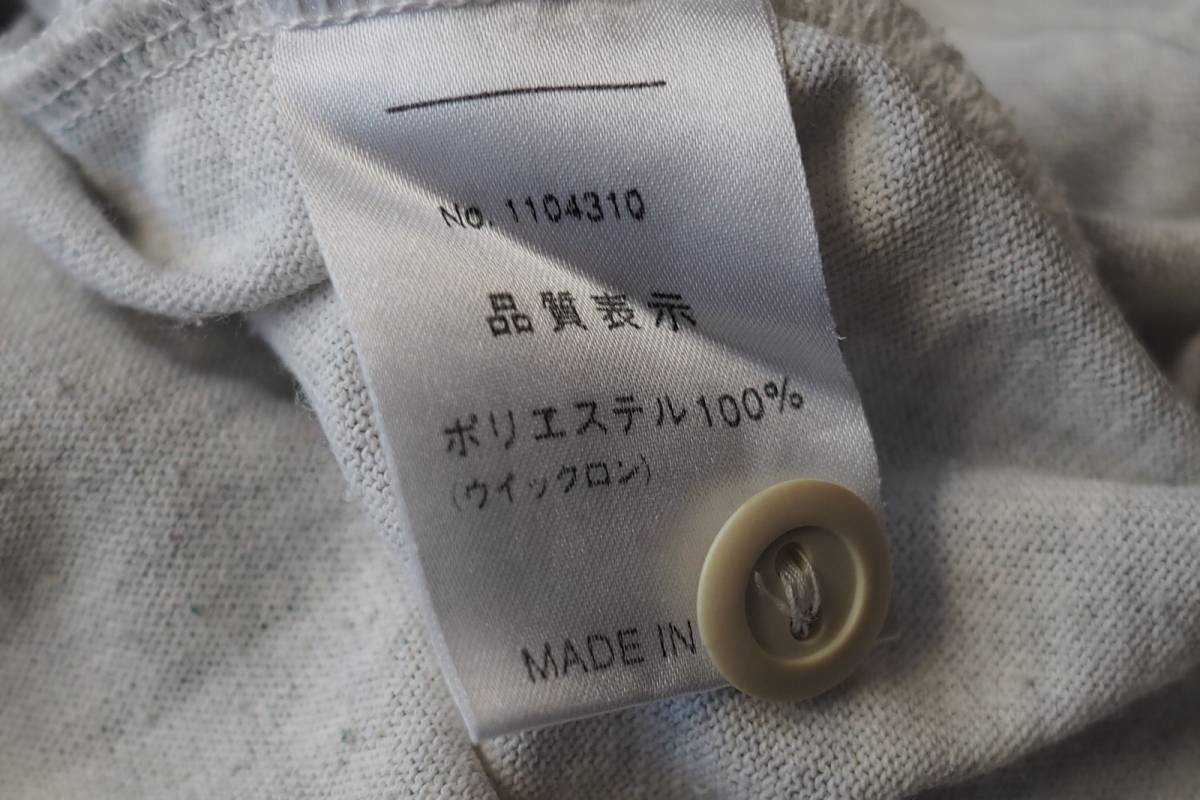 No. 1104310
品質表示
ポリエステル100%
(ウイックロン)
MADE IN